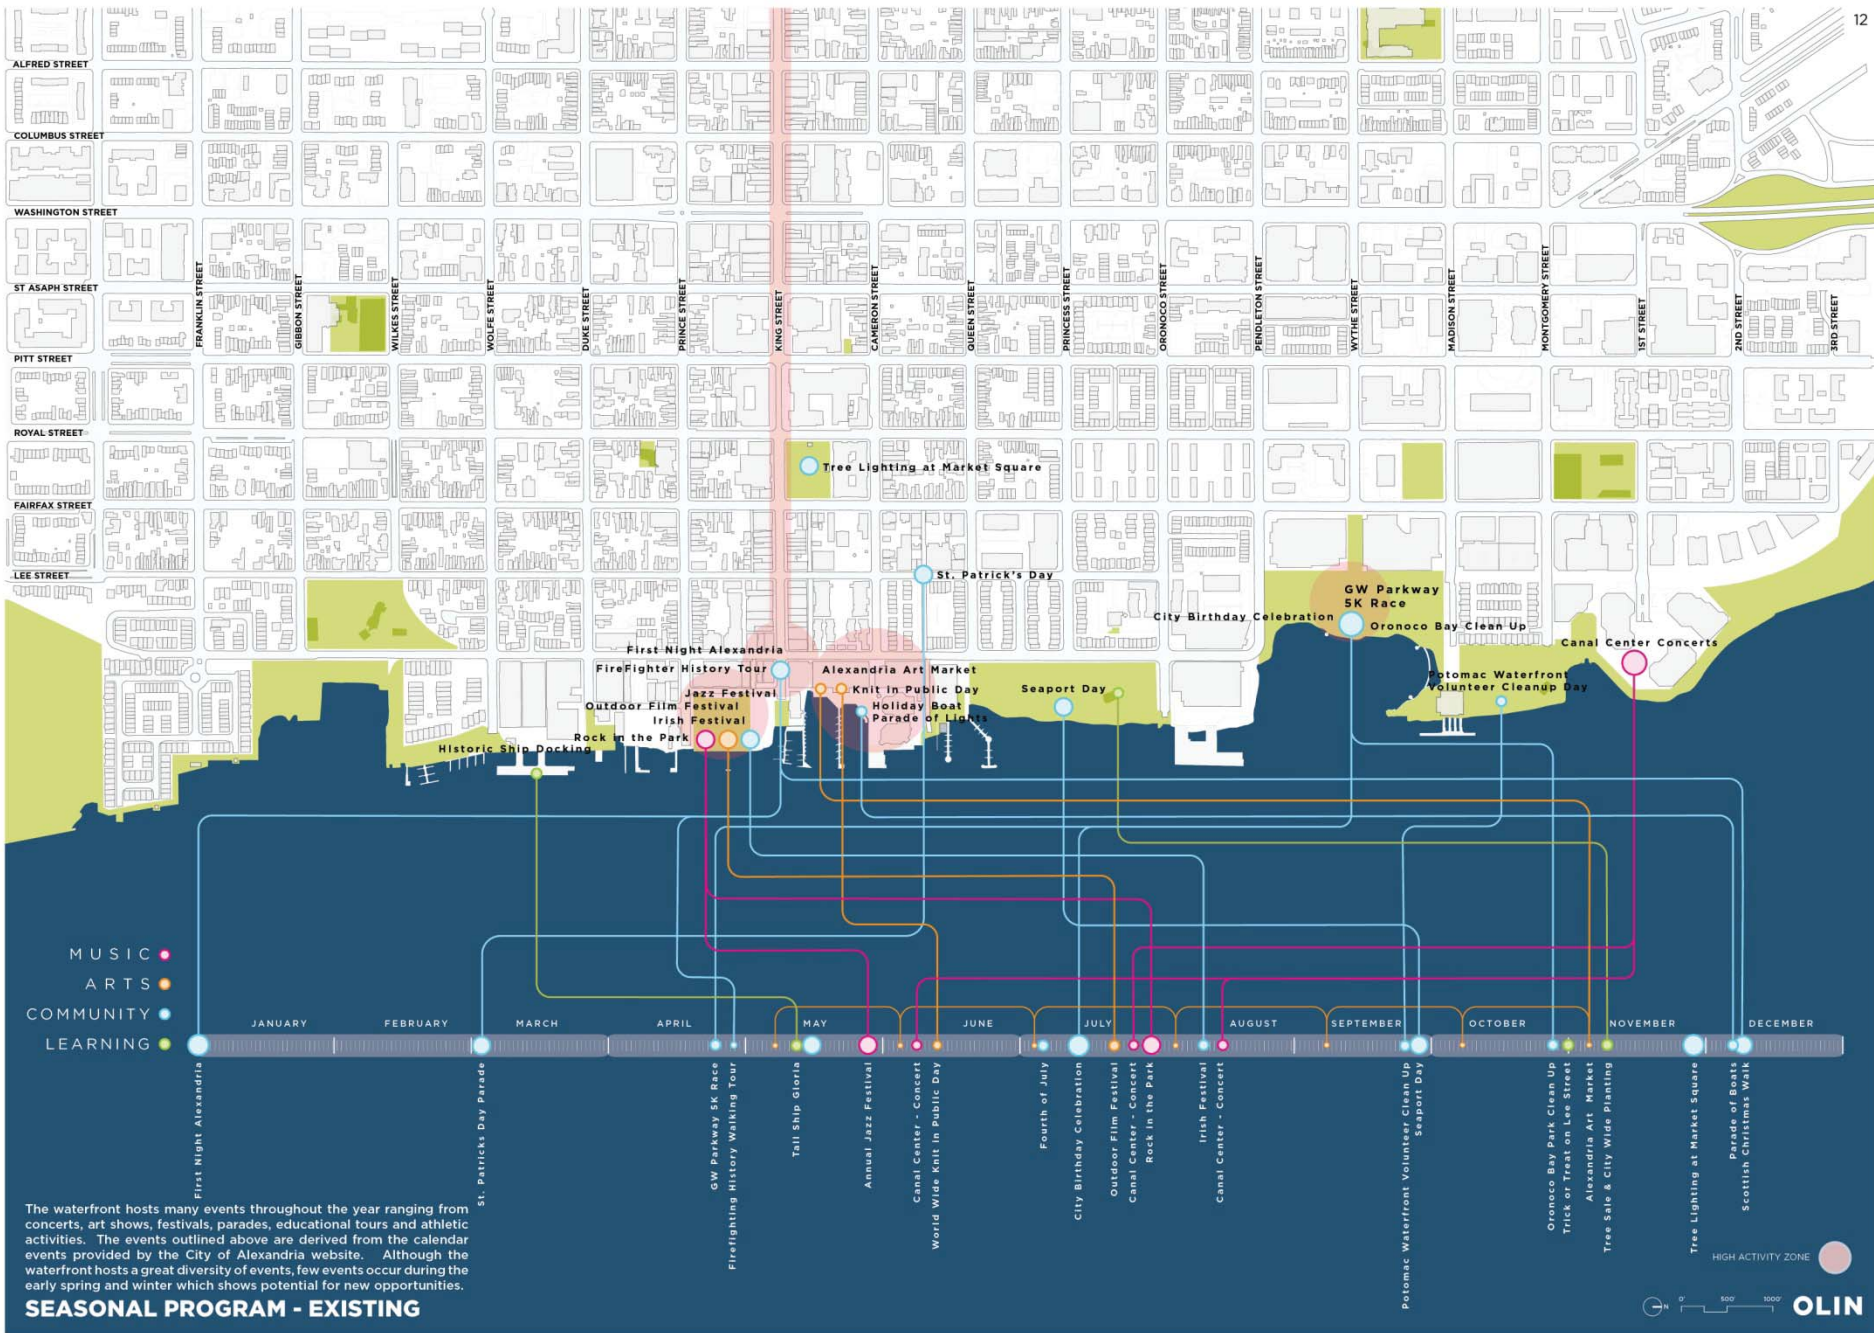 12
ALFRED STREET
COLUMBUS STREET
WASHINGTON STREET
ST ASAPH STREET
PITT STREET
ROYAL STREET
FAIRFAX STREET
LEE STREET
FRANKLIN STREET
GIBBON STREET
WILKES STREET
WOLFE STREET
DUKE STREET
PRINCE STREET
KING STREET
CAMERON STREET
QUEEN STREET
PRINCESS STREET
ORONOCO STREET
PENDLETON STREET
WYTHE STREET
MADISON STREET
MONTGOMERY STREET
1ST STREET
2ND STREET
3RD STREET
Tree Lighting at Market Square
St. Patrick's Day
GW Parkway
5K Race
City Birthday Celebration
Oronoco Bay Clean Up
Canal Center Concerts
First Night Alexandria
FireFighter History Tour
Alexandria Art Market
Jazz Festival
Knit In Public Day
Seaport Day
Potomac Waterfront
Volunteer Cleanup Day
Outdoor Film Festival
Holiday Boat
Parade of Lights
Irish Festival
Rock in the Park
HIstoric Ship Docking
MUSIC
ARTS
COMMUNITY
LEARNING
JANUARY
FEBRUARY
MARCH
APRIL
MAY
JUNE
JULY
AUGUST
SEPTEMBER
OCTOBER
NOVEMBER
DECEMBER
First Night Alexandria
St. Patricks Day Parade
GW Parkway 5K Race
Firefighting History Walking Tour
Tall Ship Gloria
Annual Jazz Festival
Canal Center - Concert
World Wide Knit in Public Day
Fourth of July
City Birthday Celebration
Outdoor Film Festival
Canal Center - Concert
Rock in the Park
Irish Festival
Canal Center - Concert
Potomac Waterfront Volunteer Clean Up
Seaport Day
Oronoco Bay Park Clean Up
Trick or Treat on Lee Street
Alexandria Art Market
Tree Sale & City Wide Planting
Tree Lighting at Market Square
Parade of Boats
Scottish Christmas Walk
The waterfront hosts many events throughout the year ranging from
concerts, art shows, festivals, parades, educational tours and athletic
activities. The events outlined above are derived from the calendar
events provided by the City of Alexandria website. Although the
waterfront hosts a great diversity of events, few events occur during the
early spring and winter which shows potential for new opportunities.
SEASONAL PROGRAM - EXISTING
HIGH ACTIVITY ZONE
N
0' 500' 1000'
OLIN